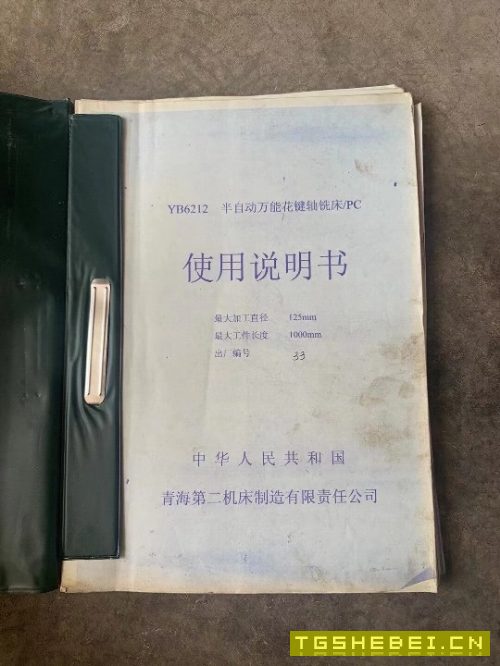 YB6212 半自动万能花键轴铣床/PC
使用说明书
最大加工直径 125mm
最大工件长度 1000mm
出厂编号 33
中华人民共和国
青海第二机床制造有限责任公司
TGSHEBEI.CN